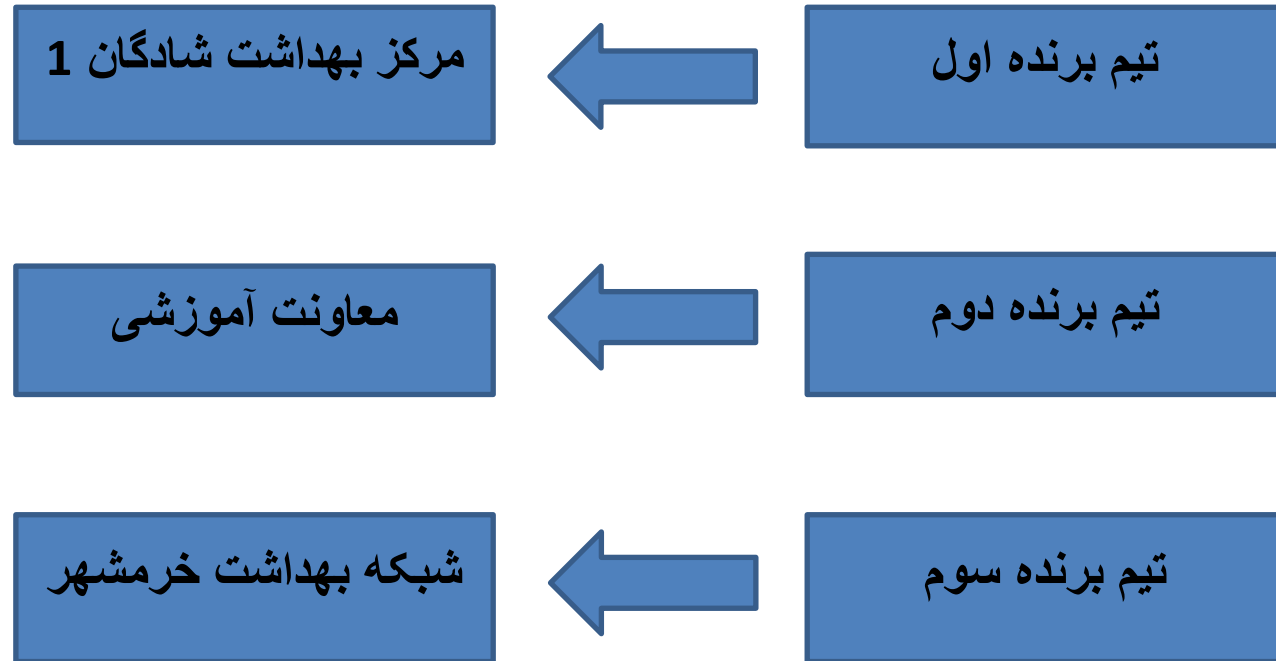 تیم برنده اول
مرکز بهداشت شادگان 1
تیم برنده دوم
معاونت آموزشی
تیم برنده سوم
شبکه بهداشت خرمشهر